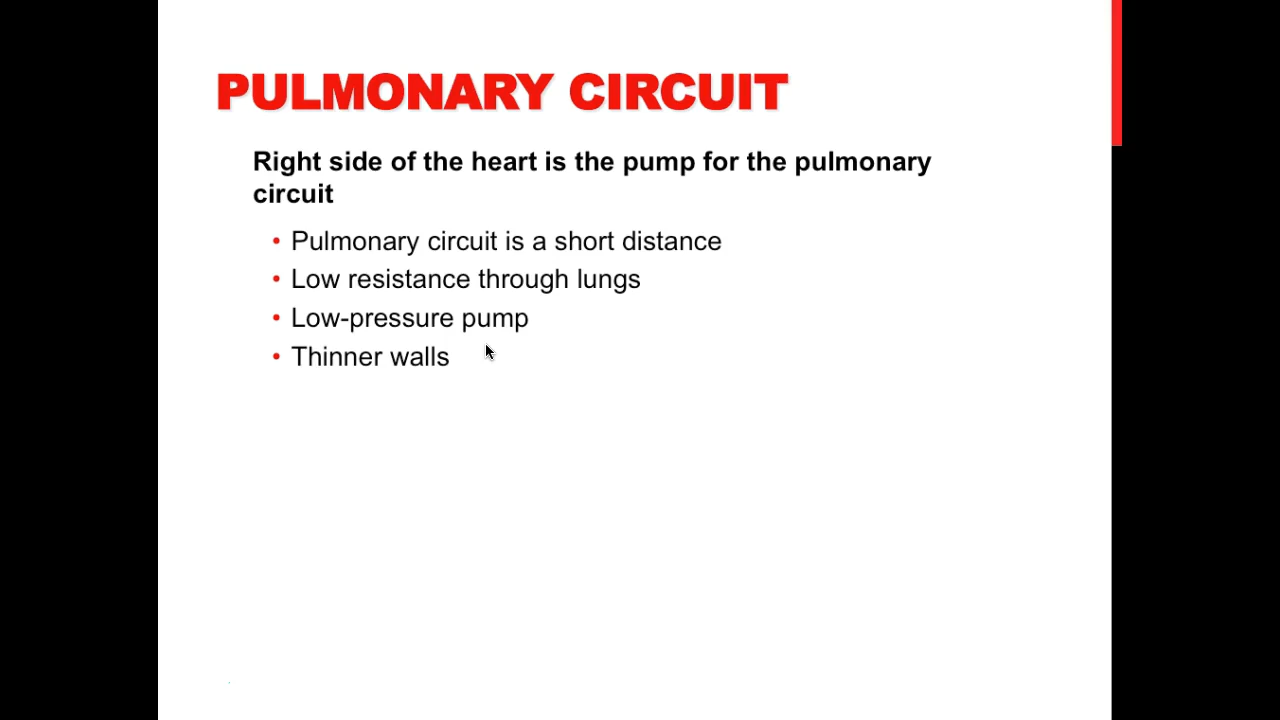 PULMONARY CIRCUIT
Right side of the heart is the pump for the pulmonary
circuit
• Pulmonary circuit is a short distance
• Low resistance through lungs
• Low-pressure pump
• Thinner walls